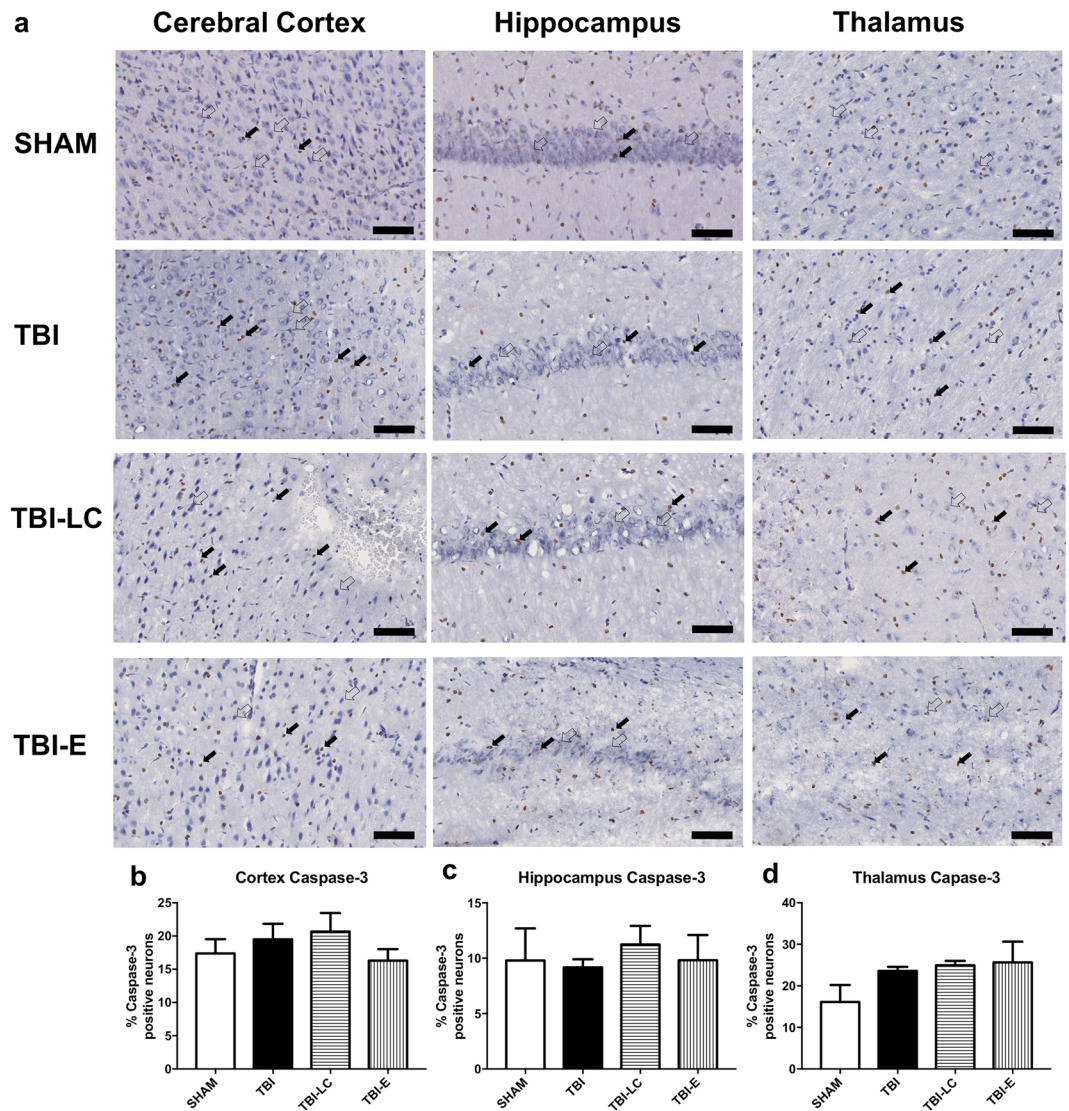 a
Cerebral Cortex
Hippocampus
Thalamus
SHAM
TBI
TBI-LC
TBI-E
b
Cortex Caspase-3
% Caspase-3
positive neurons
25
20
15
10
5
0
SHAM
TBI
TBI-LC
TBI-E
c
Hippocampus Caspase-3
% Caspase-3
positive neurons
15
10
5
0
SHAM
TBI
TBI-LC
TBI-E
d
Thalamus Capase-3
% Caspase-3
positive neurons
40
30
20
10
0
SHAM
TBI
TBI-LC
TBI-E